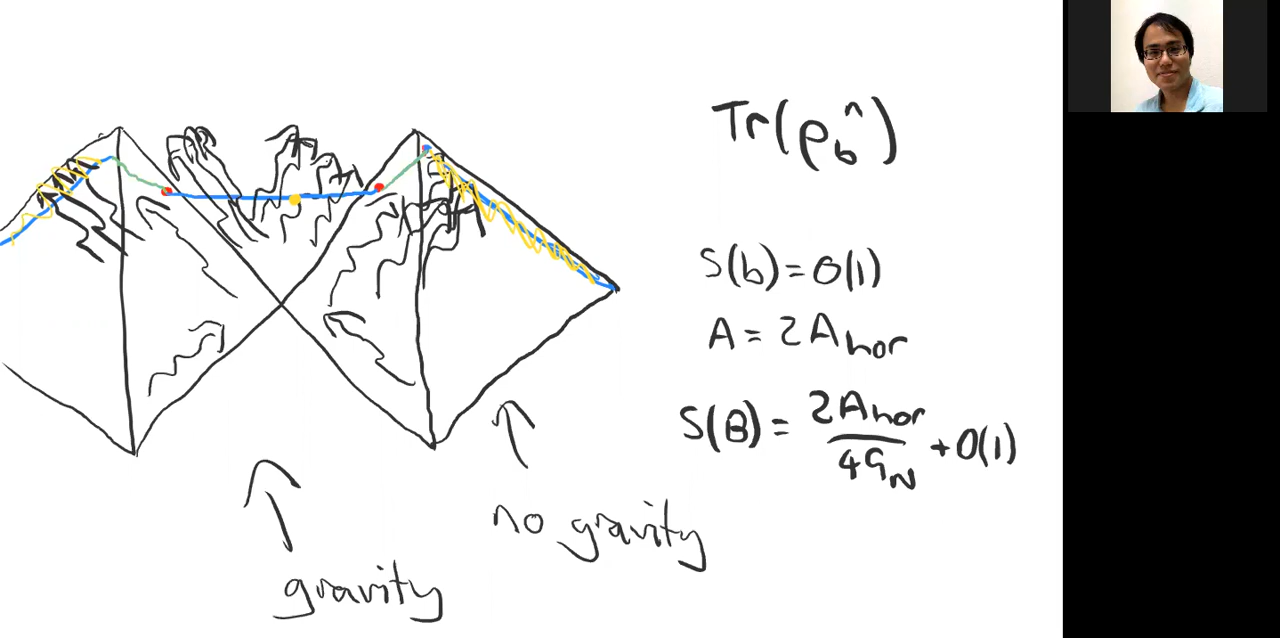 Tr(ρ_b^n)
S(b)=O(1)
A=2A_hor
S(B)=2A_hor/4G_N+O(1)
no gravity
gravity